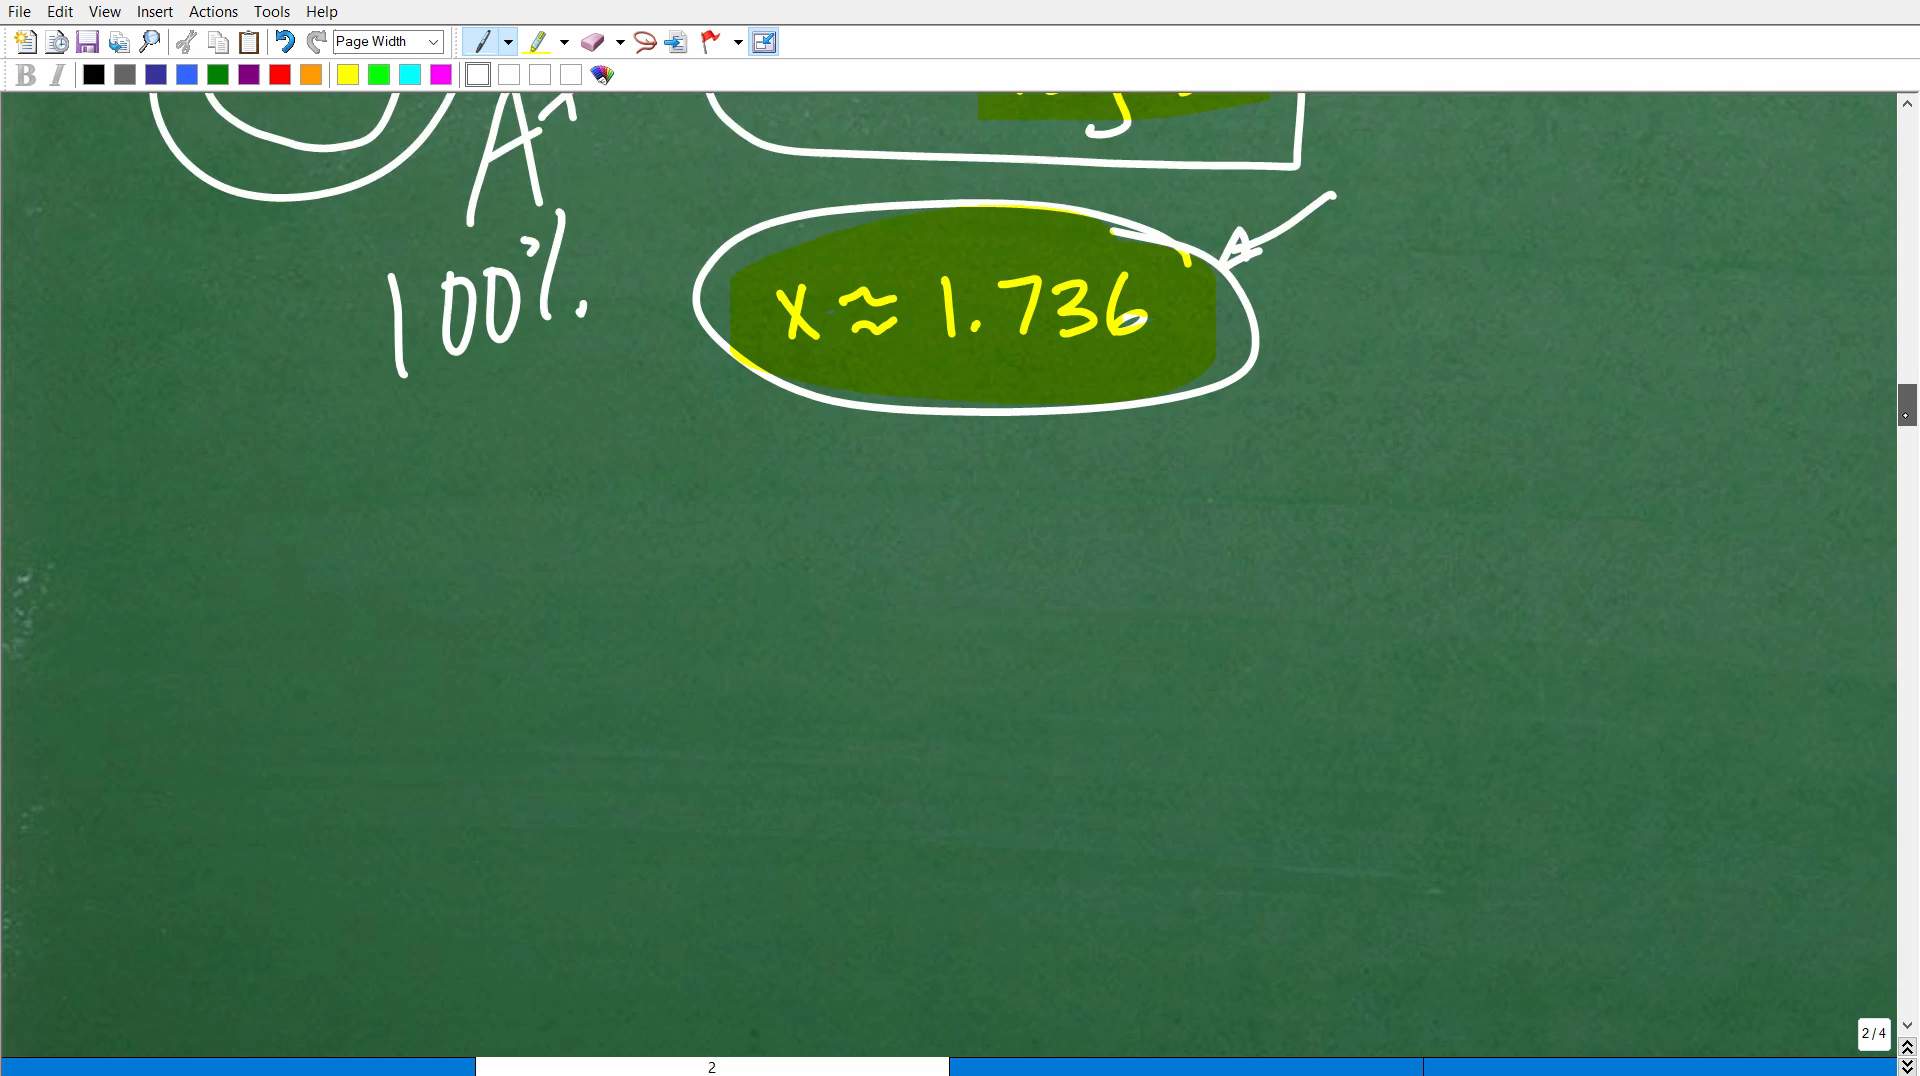 File Edit View Insert Actions Tools Help
Page Width
B I
A+
100%
x ≈ 1.736
2 / 4
2